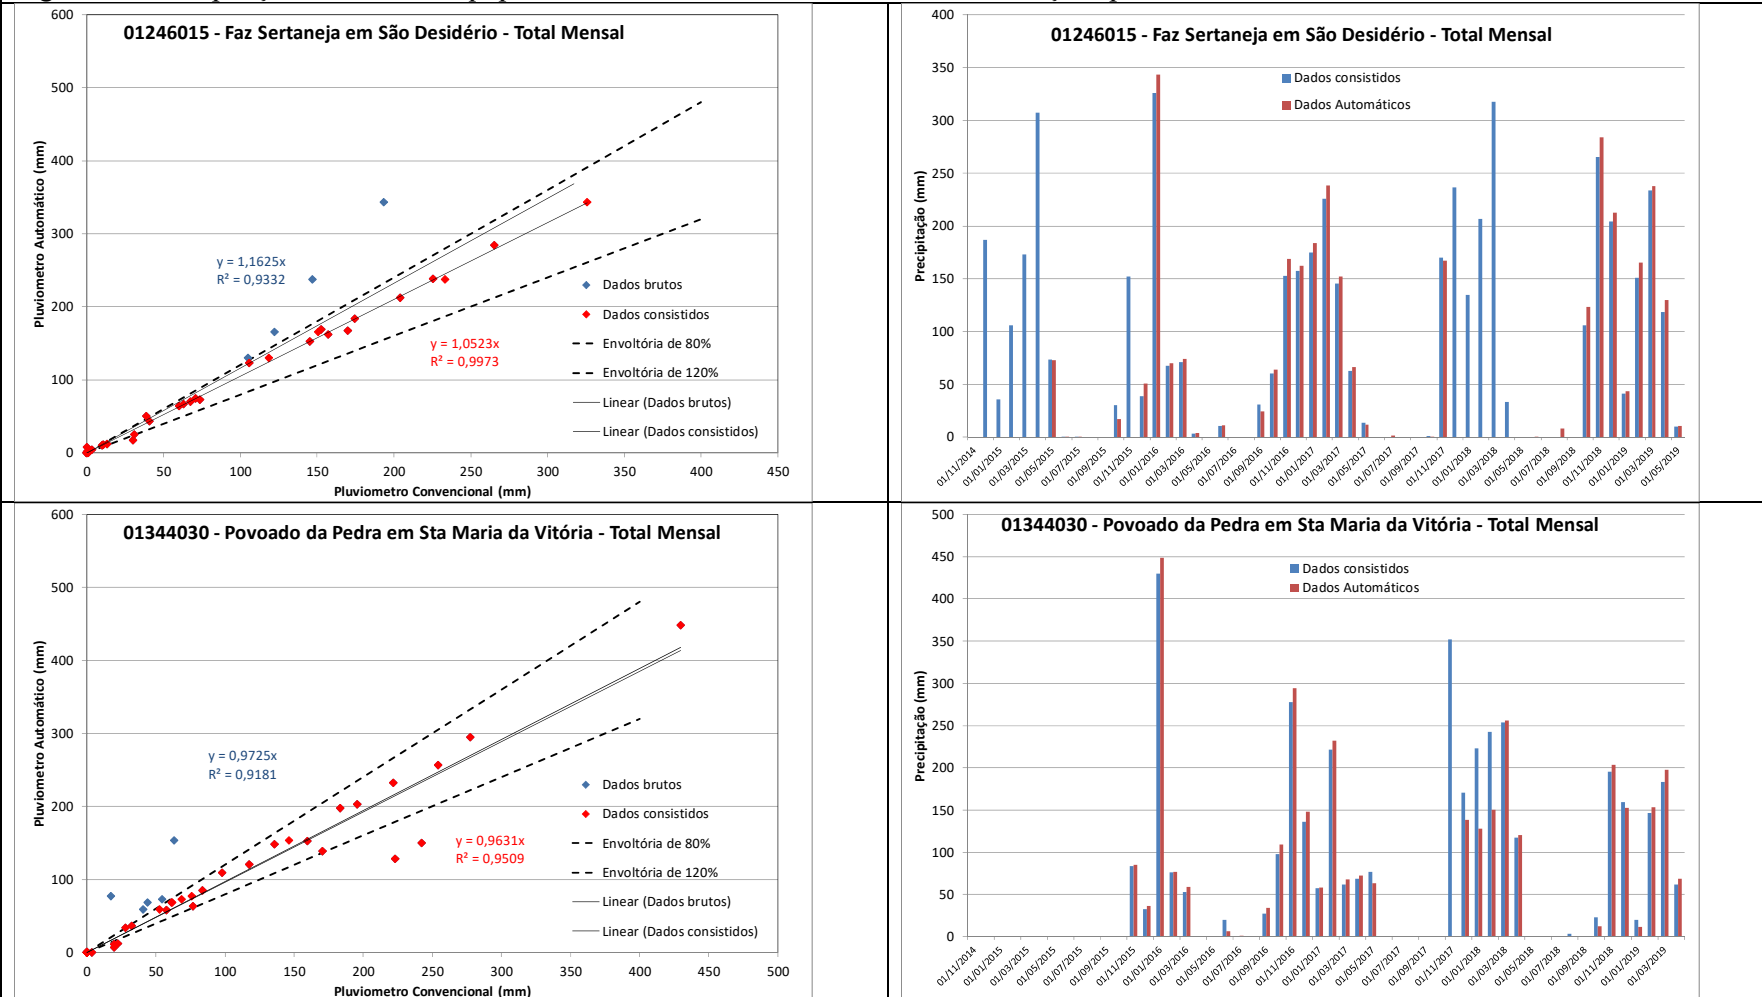 01246015 - Faz Sertaneja em São Desidério - Total Mensal
600
500
400
300
200
100
0
Pluviometro Automático (mm)
y = 1,1625x
R² = 0,9332
y = 1,0523x
R² = 0,9973
Dados brutos
Dados consistidos
Envoltória de 80%
Envoltória de 120%
Linear (Dados brutos)
Linear (Dados consistidos)
0 50 100 150 200 250 300 350 400 450
Pluviometro Convencional (mm)
01246015 - Faz Sertaneja em São Desidério - Total Mensal
400
350
300
250
200
150
100
50
0
Precipitação (mm)
Dados consistidos
Dados Automáticos
01/11/2014 01/01/2015 01/03/2015 01/05/2015 01/07/2015 01/09/2015 01/11/2015 01/01/2016 01/03/2016 01/05/2016 01/07/2016 01/09/2016 01/11/2016 01/01/2017 01/03/2017 01/05/2017 01/07/2017 01/09/2017 01/11/2017 01/01/2018 01/03/2018 01/05/2018 01/07/2018 01/09/2018 01/11/2018 01/01/2019 01/03/2019 01/05/2019
01344030 - Povoado da Pedra em Sta Maria da Vitória - Total Mensal
600
500
400
300
200
100
0
Pluviometro Automático (mm)
y = 0,9725x
R² = 0,9181
y = 0,9631x
R² = 0,9509
Dados brutos
Dados consistidos
Envoltória de 80%
Envoltória de 120%
Linear (Dados brutos)
Linear (Dados consistidos)
0 50 100 150 200 250 300 350 400 450 500
Pluviometro Convencional (mm)
01344030 - Povoado da Pedra em Sta Maria da Vitória - Total Mensal
500
450
400
350
300
250
200
150
100
50
0
Precipitação (mm)
Dados consistidos
Dados Automáticos
01/11/2014 01/01/2015 01/03/2015 01/05/2015 01/07/2015 01/09/2015 01/11/2015 01/01/2016 01/03/2016 01/05/2016 01/07/2016 01/09/2016 01/11/2016 01/01/2017 01/03/2017 01/05/2017 01/07/2017 01/09/2017 01/11/2017 01/01/2018 01/03/2018 01/05/2018 01/07/2018 01/09/2018 01/11/2018 01/01/2019 01/03/2019